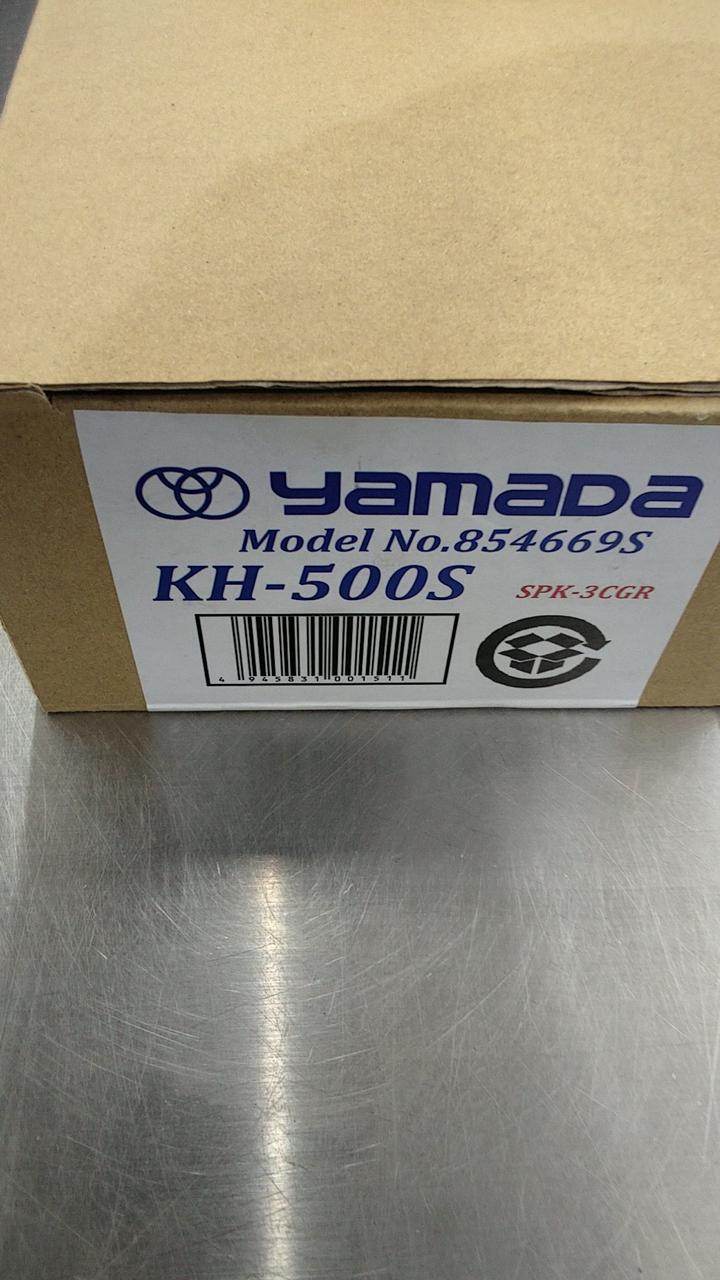 yamada
Model No.854669S
KH-500S
SPK-3CGR
4 945831 001511